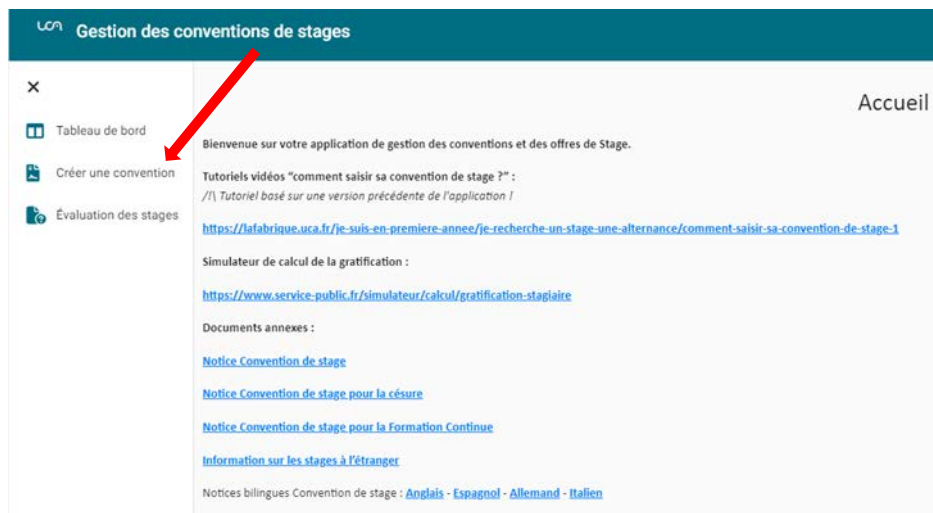 uca Gestion des conventions de stages
Accueil
Tableau de bord
Créer une convention
Évaluation des stages
Bienvenue sur votre application de gestion des conventions et des offres de Stage.
Tutoriels vidéos “comment saisir sa convention de stage ?” :
/!\ Tutoriel basé sur une version précédente de l'application !
https://lafabrique.uca.fr/je-suis-en-premiere-annee/je-recherche-un-stage-une-alternance/comment-saisir-sa-convention-de-stage-1
Simulateur de calcul de la gratification :
https://www.service-public.fr/simulateur/calcul/gratification-stagiaire
Documents annexes :
Notice Convention de stage
Notice Convention de stage pour la césure
Notice Convention de stage pour la Formation Continue
Information sur les stages à l’étranger
Notices bilingues Convention de stage : Anglais - Espagnol - Allemand - Italien